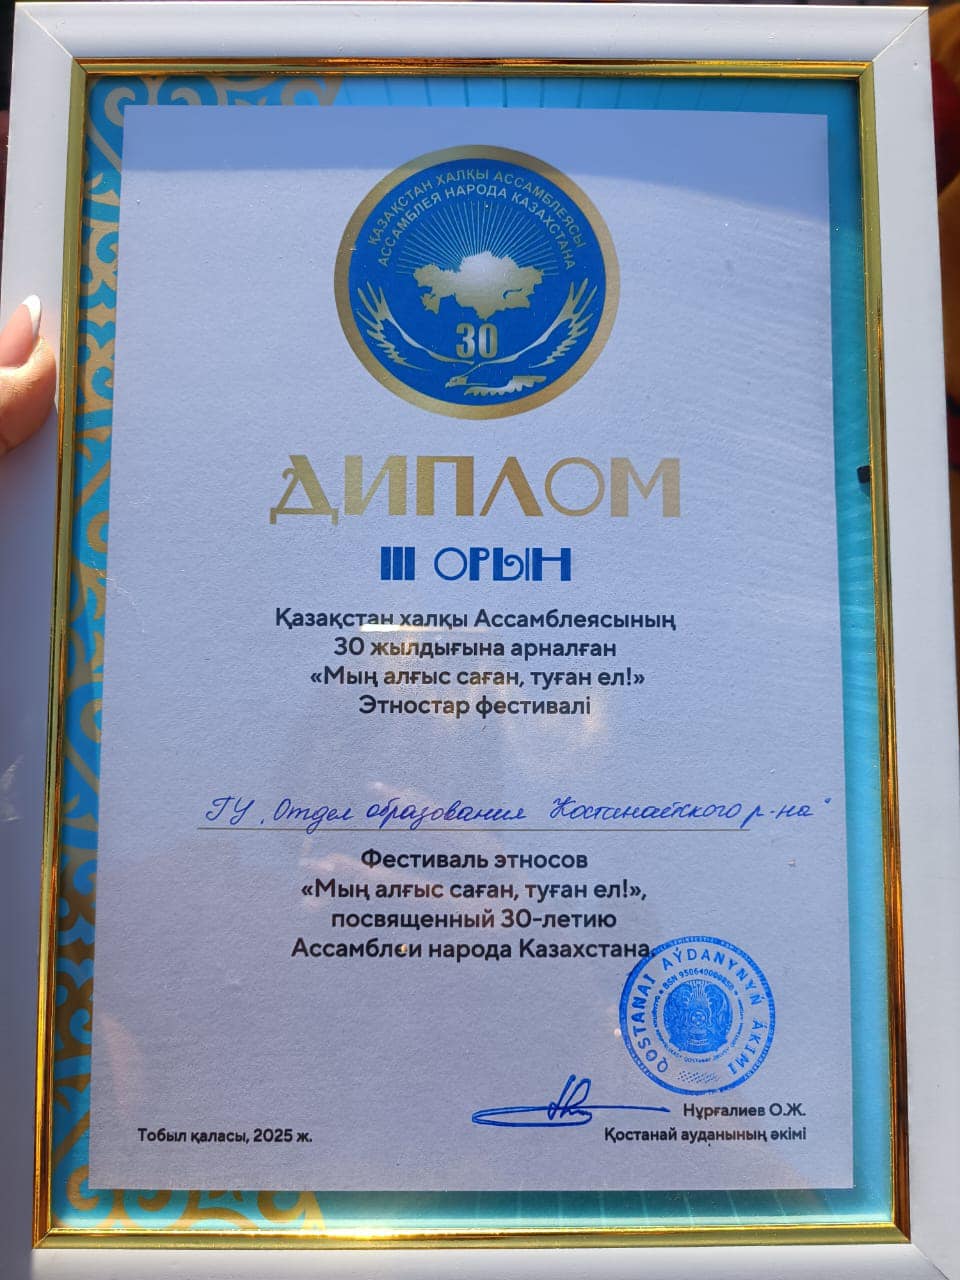 ҚАЗАҚСТАН ХАЛҚЫ АССАМБЛЕЯСЫ
АССАМБЛЕЯ НАРОДА КАЗАХСТАНА
30
ДИПЛОМ
III ОРЫН
Қазақстан халқы Ассамблеясының
30 жылдығына арналған
«Мың алғыс саған, туған ел!»
Этностар фестивалі
ГУ „Отдел образования Костанайского р-на"
Фестиваль этносов
«Мың алғыс саған, туған ел!»,
посвященный 30-летию
Ассамблеи народа Казахстана.
QOSTANAI AÝDANYNYŃ ÁKIMI
BSN
Нұрғалиев О.Ж.
Тобыл қаласы, 2025 ж.
Қостанай ауданының әкімі